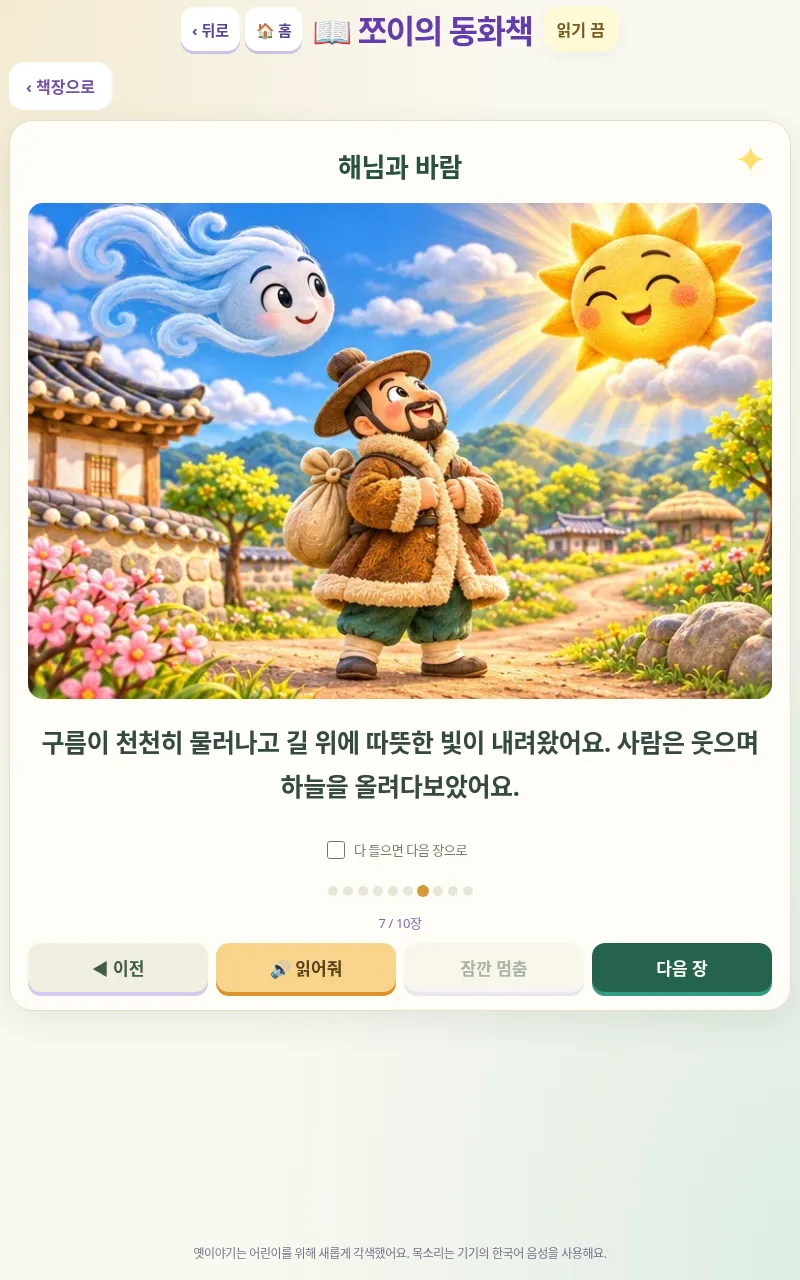 ‹ 뒤로
🏠 홈
📖 쪼이의 동화책
읽기 끔
‹ 책장으로
해님과 바람
구름이 천천히 물러나고 길 위에 따뜻한 빛이 내려왔어요. 사람은 웃으며
하늘을 올려다보았어요.
다 들으면 다음 장으로
7 / 10장
◀ 이전
🔊 읽어줘
잠깐 멈춤
다음 장
옛이야기는 어린이를 위해 새롭게 각색했어요. 목소리는 기기의 한국어 음성을 사용해요.